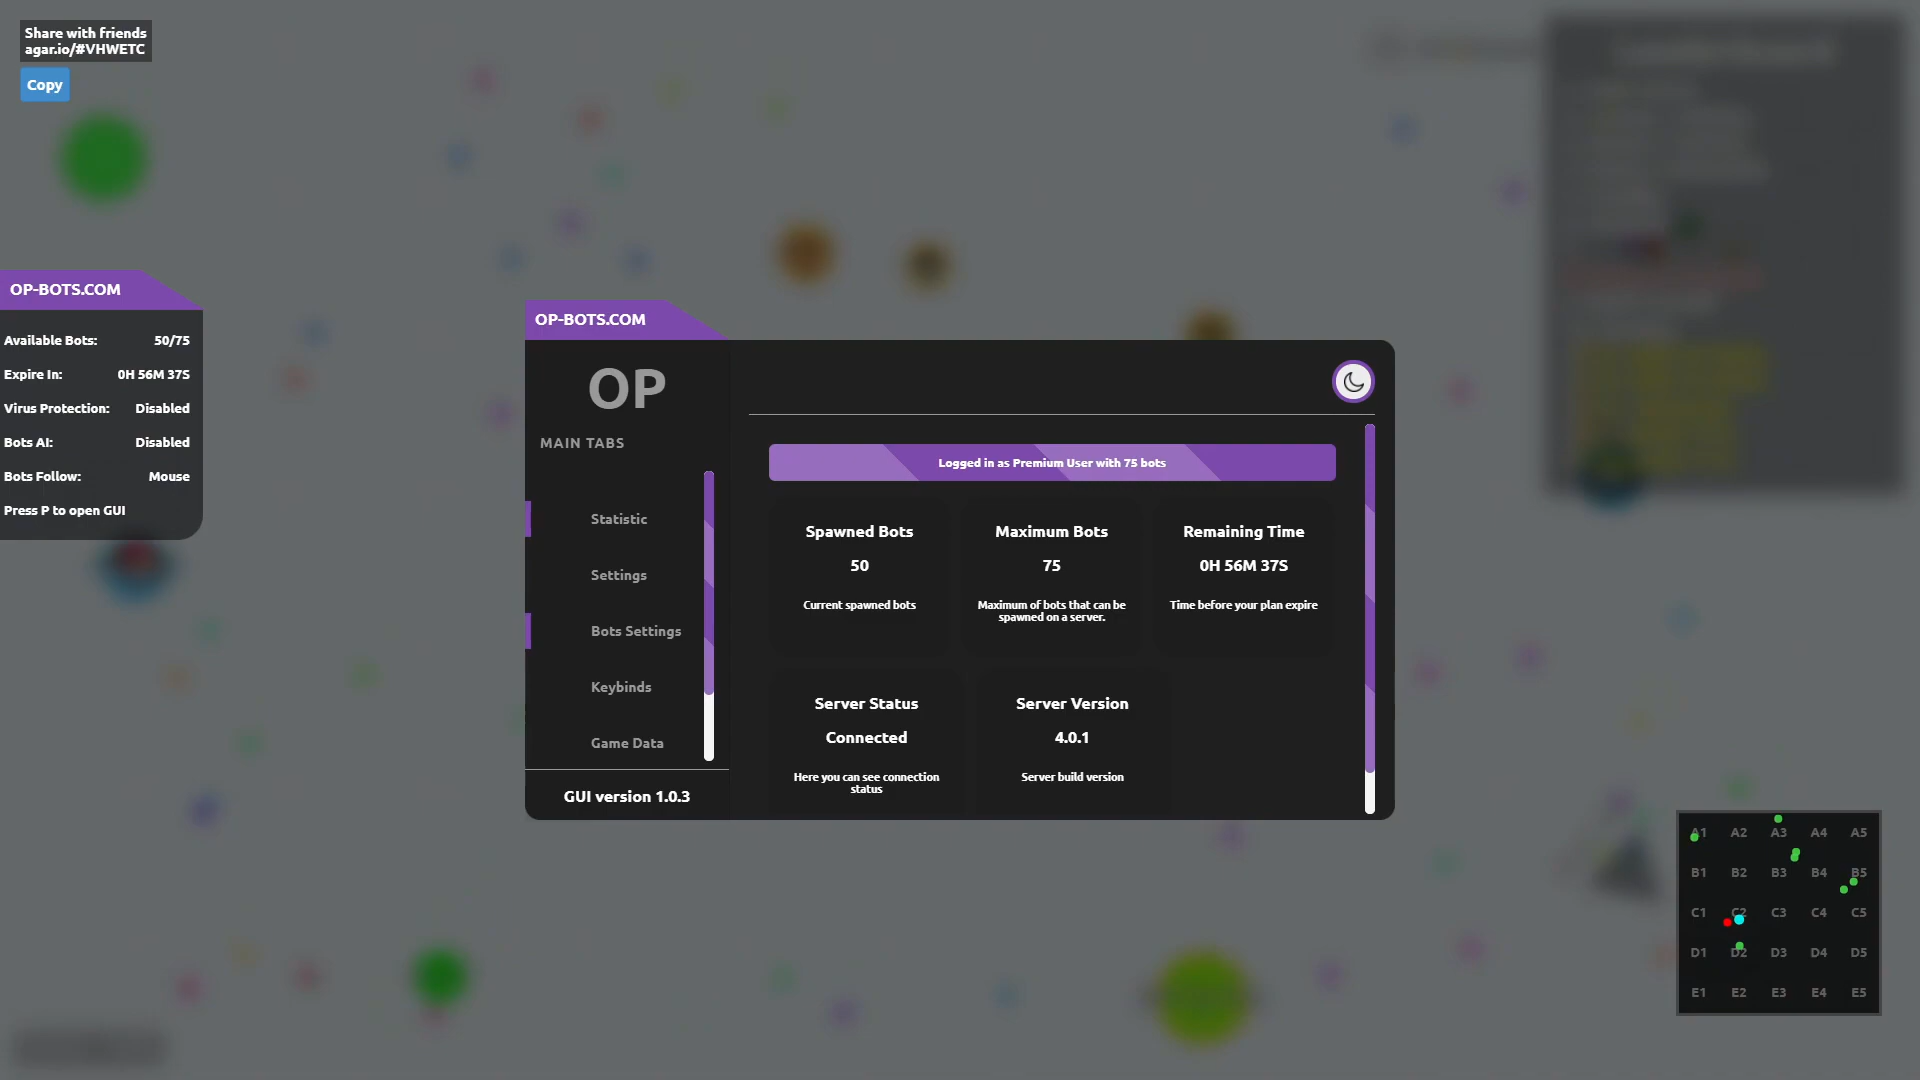 Share with friends
agar.io/#VHWETC
Copy
OP-BOTS.COM
Available Bots: 50/75
Expire In: 0H 56M 37S
Virus Protection: Disabled
Bots AI: Disabled
Bots Follow: Mouse
Press P to open GUI
OP-BOTS.COM
OP
MAIN TABS
Statistic
Settings
Bots Settings
Keybinds
Game Data
GUI version 1.0.3
Logged in as Premium User with 75 bots
Spawned Bots
50
Current spawned bots
Maximum Bots
75
Maximum of bots that can be
spawned on a server.
Remaining Time
0H 56M 37S
Time before your plan expire
Server Status
Connected
Here you can see connection
status
Server Version
4.0.1
Server build version
A1 A2 A3 A4 A5
B1 B2 B3 B4 B5
C1 C2 C3 C4 C5
D1 D2 D3 D4 D5
E1 E2 E3 E4 E5